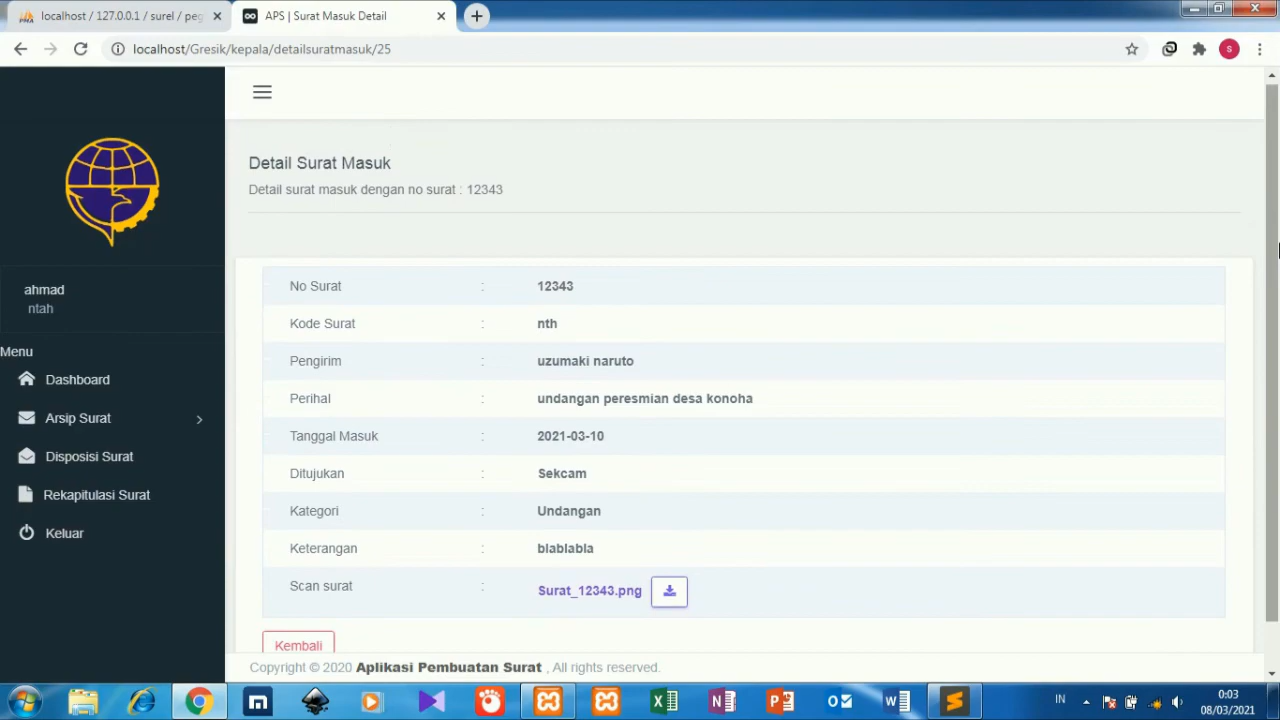 localhost / 127.0.0.1 / surel / peg
APS | Surat Masuk Detail
localhost/Gresik/kepala/detailsuratmasuk/25
S
ahmad
ntah
Menu
Dashboard
Arsip Surat
Disposisi Surat
Rekapitulasi Surat
Keluar
Detail Surat Masuk
Detail surat masuk dengan no surat : 12343
No Surat : 12343
Kode Surat : nth
Pengirim : uzumaki naruto
Perihal : undangan peresmian desa konoha
Tanggal Masuk : 2021-03-10
Ditujukan : Sekcam
Kategori : Undangan
Keterangan : blablabla
Scan surat : Surat_12343.png
Kembali
Copyright © 2020 Aplikasi Pembuatan Surat , All rights reserved.
IN
0:03
08/03/2021